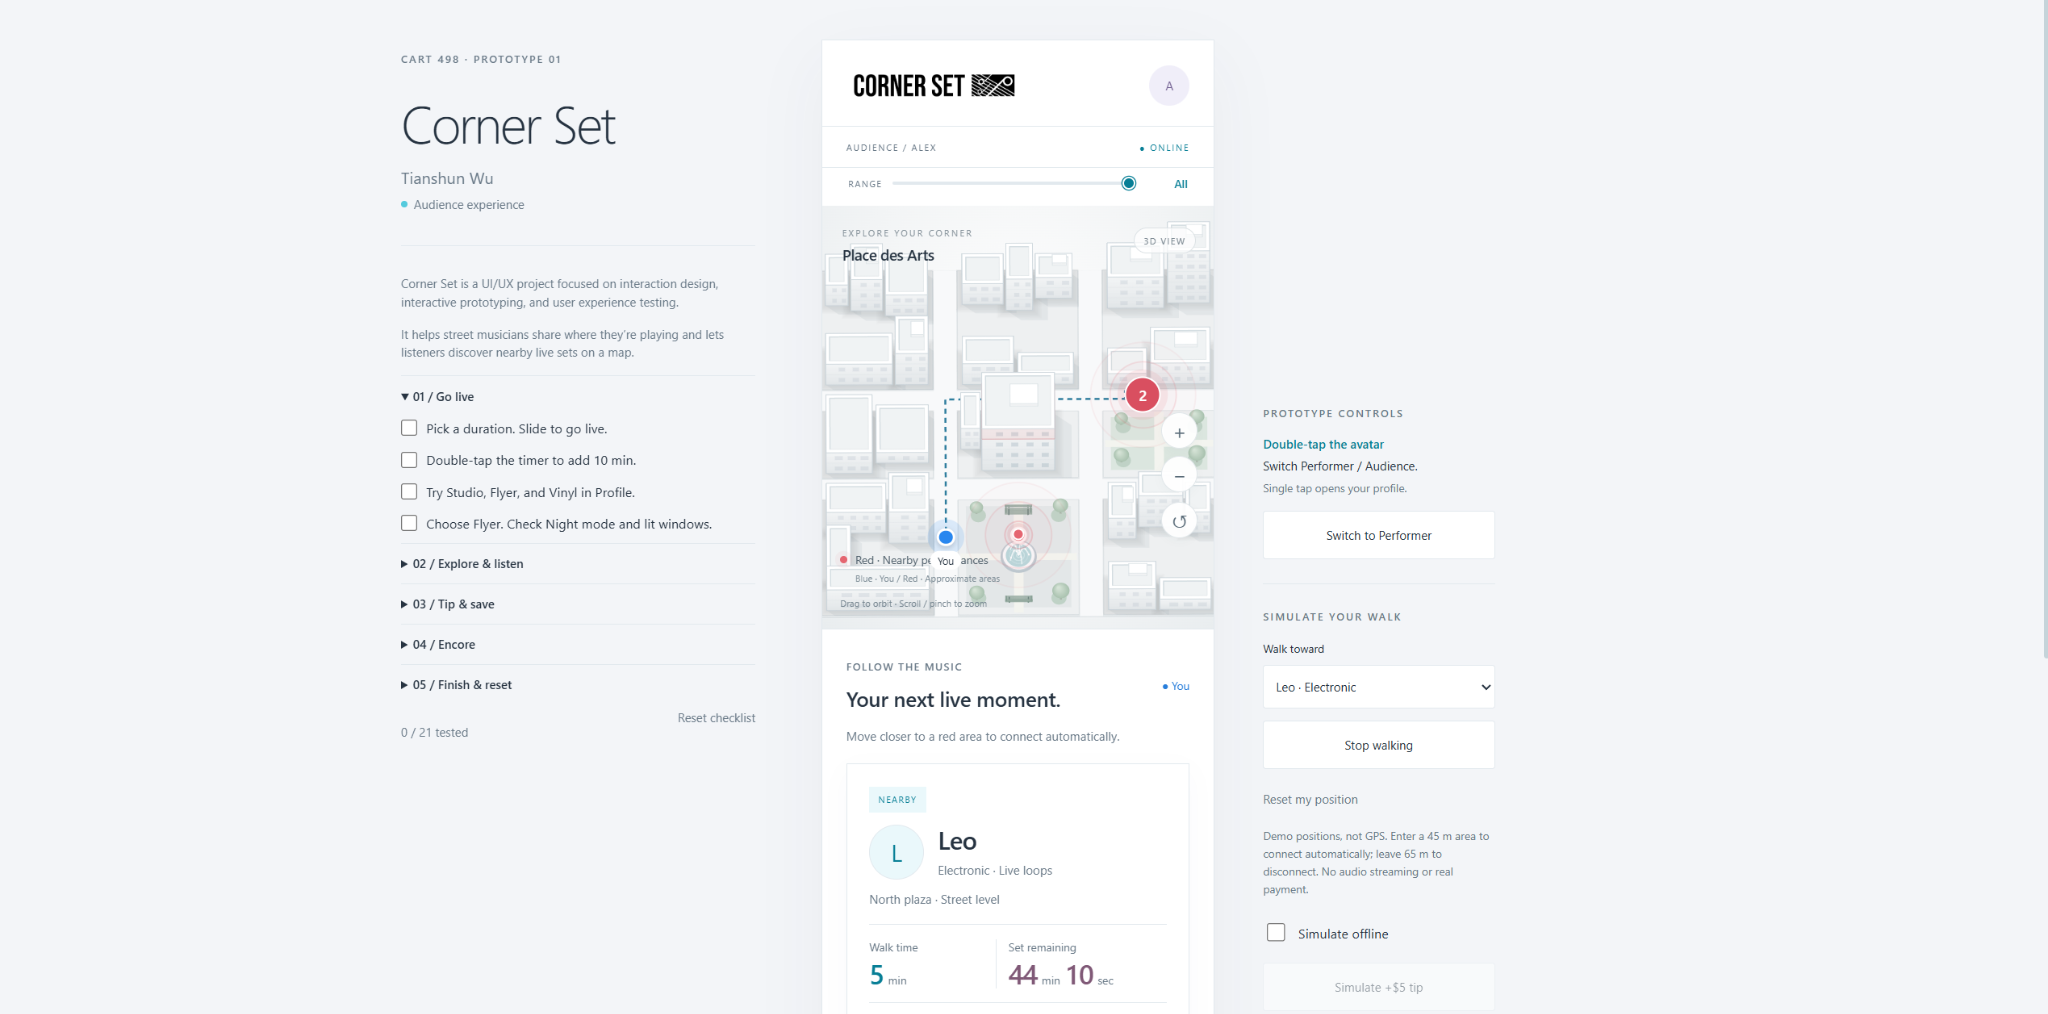 CART 498 · PROTOTYPE 01
Corner Set
Tianshun Wu
Audience experience
Corner Set is a UI/UX project focused on interaction design,
interactive prototyping, and user experience testing.
It helps street musicians share where they're playing and lets
listeners discover nearby live sets on a map.
01 / Go live
Pick a duration. Slide to go live.
Double-tap the timer to add 10 min.
Try Studio, Flyer, and Vinyl in Profile.
Choose Flyer. Check Night mode and lit windows.
02 / Explore & listen
03 / Tip & save
04 / Encore
05 / Finish & reset
Reset checklist
0 / 21 tested
CORNER SET
A
AUDIENCE / ALEX
ONLINE
RANGE
All
EXPLORE YOUR CORNER
Place des Arts
3D VIEW
2
+
−
↺
You
Red · Nearby pe ances
Blue · You / Red · Approximate areas
Drag to orbit · Scroll / pinch to zoom
FOLLOW THE MUSIC
Your next live moment.
You
Move closer to a red area to connect automatically.
NEARBY
L
Leo
Electronic · Live loops
North plaza · Street level
Walk time
5 min
Set remaining
44 min 10 sec
PROTOTYPE CONTROLS
Double-tap the avatar
Switch Performer / Audience.
Single tap opens your profile.
Switch to Performer
SIMULATE YOUR WALK
Walk toward
Leo · Electronic
Stop walking
Reset my position
Demo positions, not GPS. Enter a 45 m area to
connect automatically; leave 65 m to
disconnect. No audio streaming or real
payment.
Simulate offline
Simulate +$5 tip